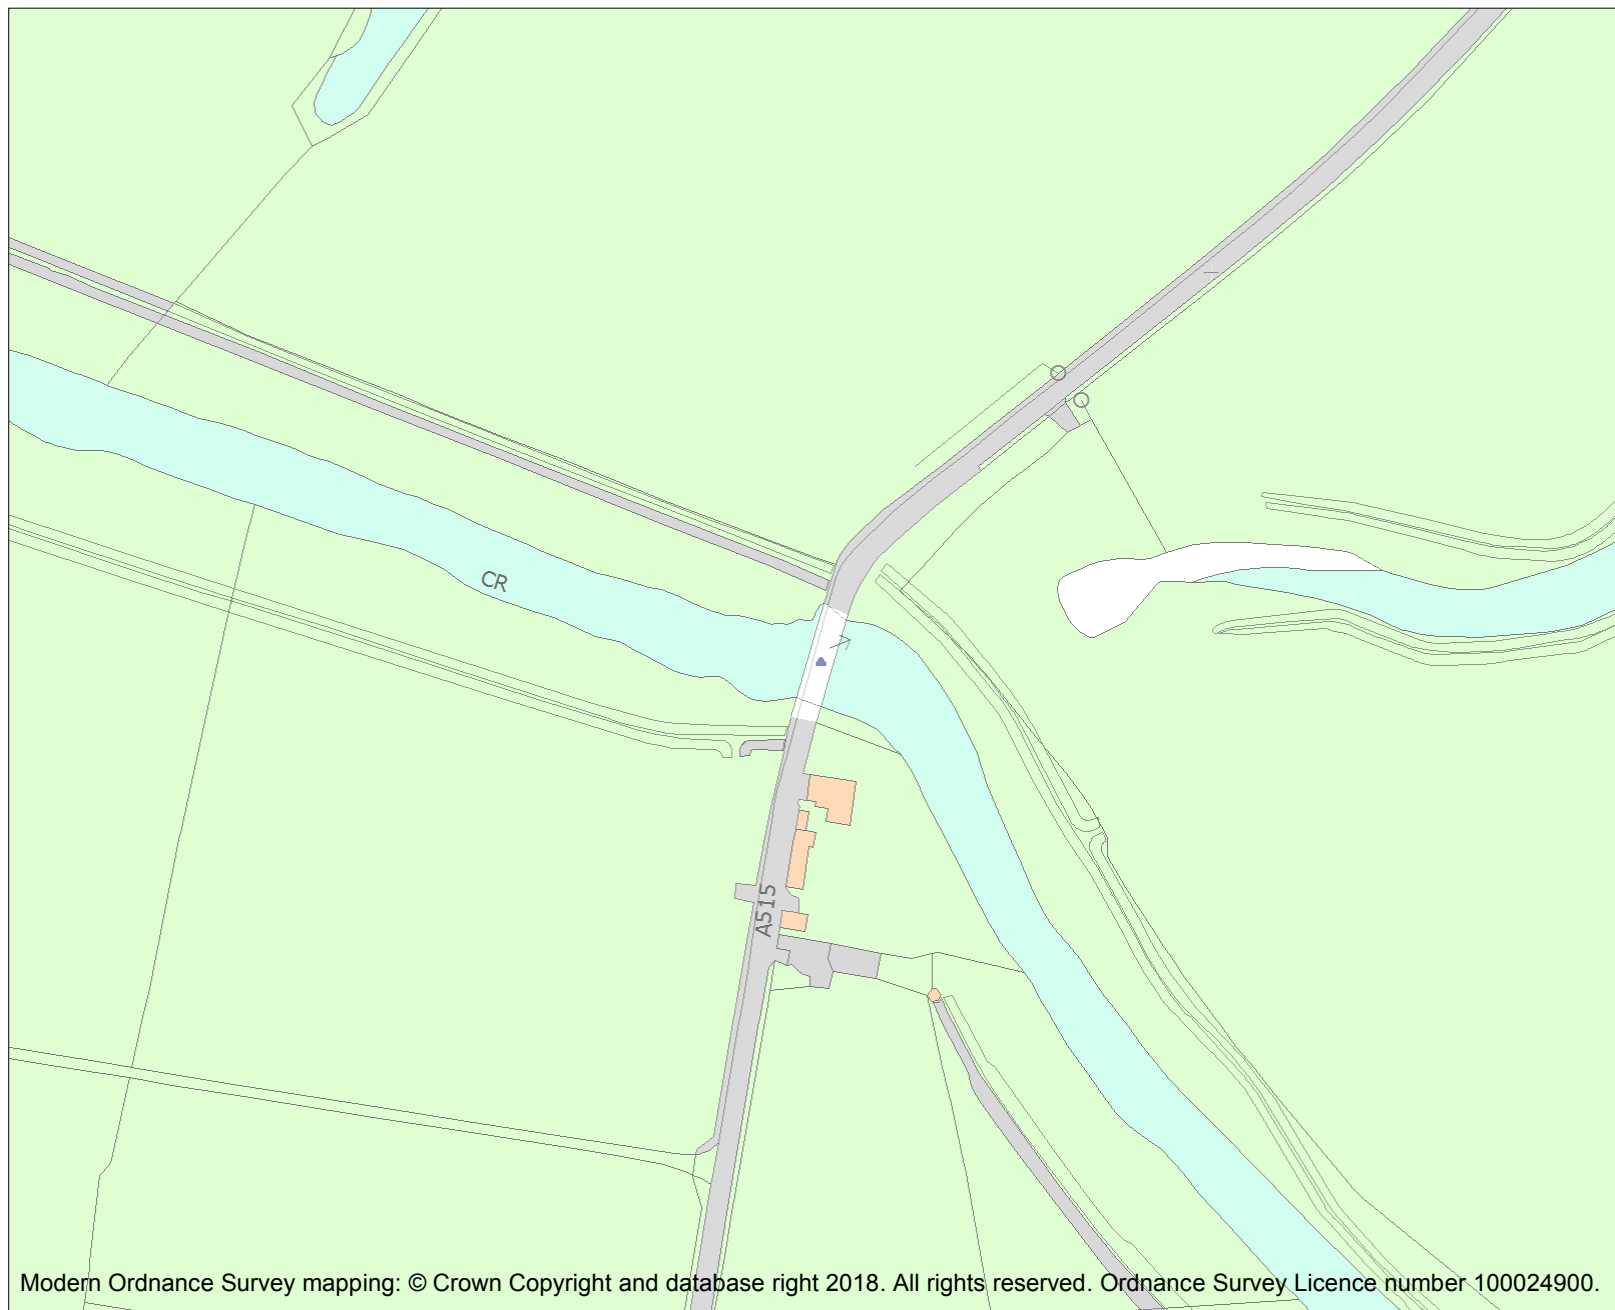 CR
A515
Modern Ordnance Survey mapping: © Crown Copyright and database right 2018. All rights reserved. Ordnance Survey Licence number 100024900.